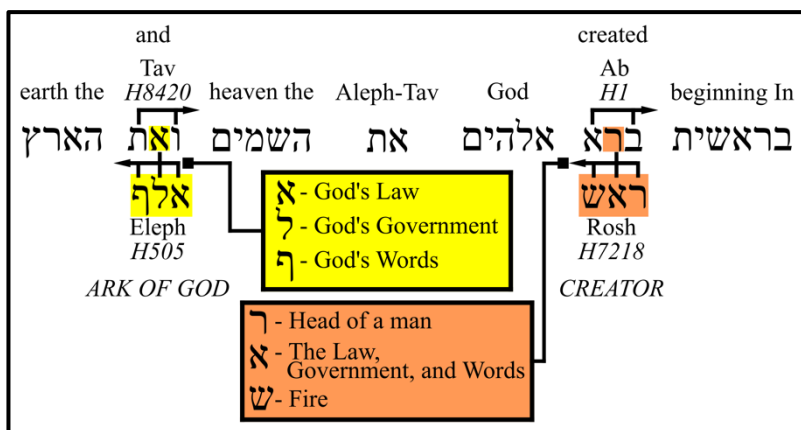 and created
Tav Ab
earth the H8420 heaven the Aleph-Tav God H1 beginning In
בראשית ברא אלהים את השמים ואת הארץ
אלף ראש
Eleph Rosh
H505 H7218
ARK OF GOD CREATOR
א - God's Law
ל - God's Government
ף - God's Words
ר - Head of a man
א - The Law,
Government, and Words
ש - Fire